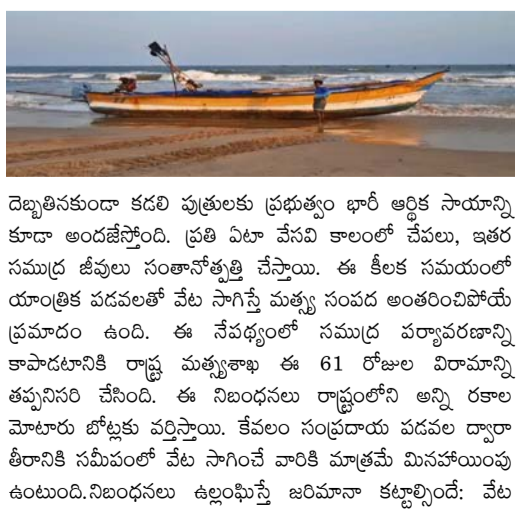 దెబ్బతినకుండా కడలి పుత్రులకు ప్రభుత్వం భారీ ఆర్థిక సాయాన్ని
కూడా అందజేస్తోంది. ప్రతి ఏటా వేసవి కాలంలో చేపలు, ఇతర
సముద్ర జీవులు సంతానోత్పత్తి చేస్తాయి. ఈ కీలక సమయంలో
యాంత్రిక పడవలతో వేట సాగిస్తే మత్స్య సంపద అంతరించిపోయే
ప్రమాదం ఉంది. ఈ నేపథ్యంలో సముద్ర పర్యావరణాన్ని
కాపాడటానికి రాష్ట్ర మత్స్యశాఖ ఈ 61 రోజుల విరామాన్ని
తప్పనిసరి చేసింది. ఈ నిబంధనలు రాష్ట్రంలోని అన్ని రకాల
మోటారు బోట్లకు వర్తిస్తాయి. కేవలం సంప్రదాయ పడవల ద్వారా
తీరానికి సమీపంలో వేట సాగించే వారికి మాత్రమే మినహాయింపు
ఉంటుంది.నిబంధనలు ఉల్లంఘిస్తే జరిమానా కట్టాల్సిందే: వేట